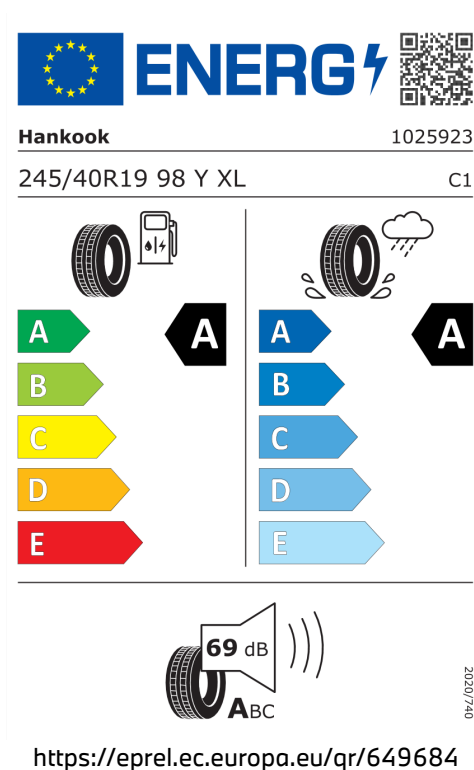 ENERG
Hankook 1025923
245/40R19 98 Y XL C1
A A A A
B B
C C
D D
E E
69 dB
ABC
2020/740
https://eprel.ec.europa.eu/qr/649684